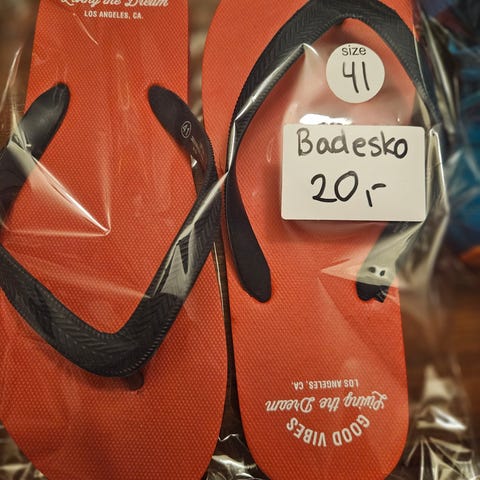 Living the Dream
LOS ANGELES, CA.
size
41
Badesko
20,-
GOOD VIBES
Living the Dream
LOS ANGELES, CA.